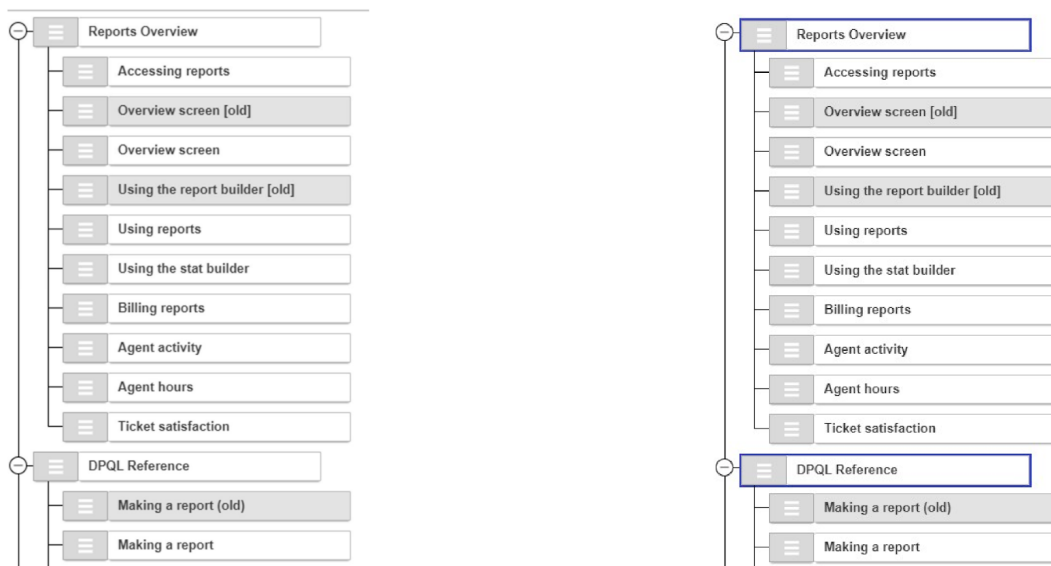 Reports Overview
Accessing reports
Overview screen [old]
Overview screen
Using the report builder [old]
Using reports
Using the stat builder
Billing reports
Agent activity
Agent hours
Ticket satisfaction
DPQL Reference
Making a report (old)
Making a report
Reports Overview
Accessing reports
Overview screen [old]
Overview screen
Using the report builder [old]
Using reports
Using the stat builder
Billing reports
Agent activity
Agent hours
Ticket satisfaction
DPQL Reference
Making a report (old)
Making a report